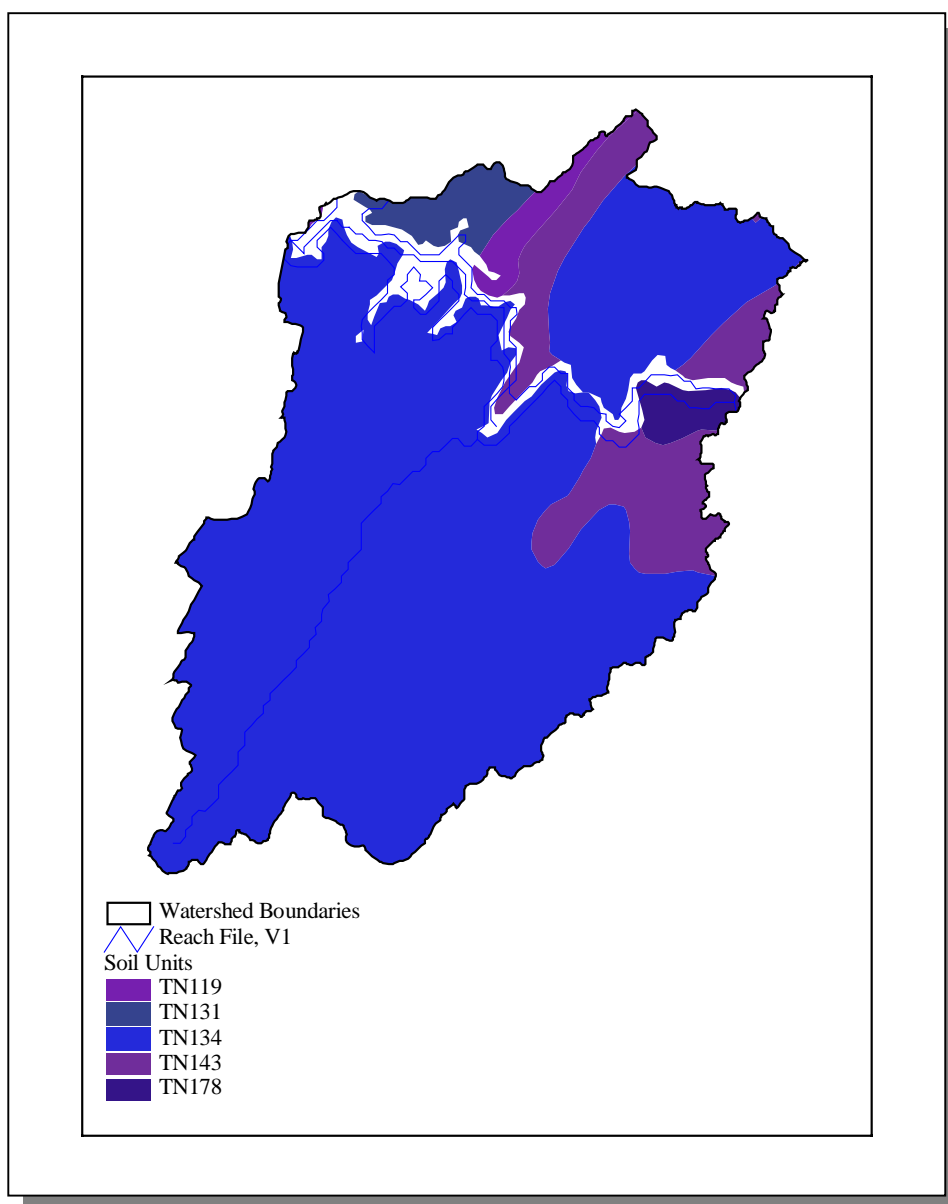 Watershed Boundaries
Reach File, V1
Soil Units
TN119
TN131
TN134
TN143
TN178